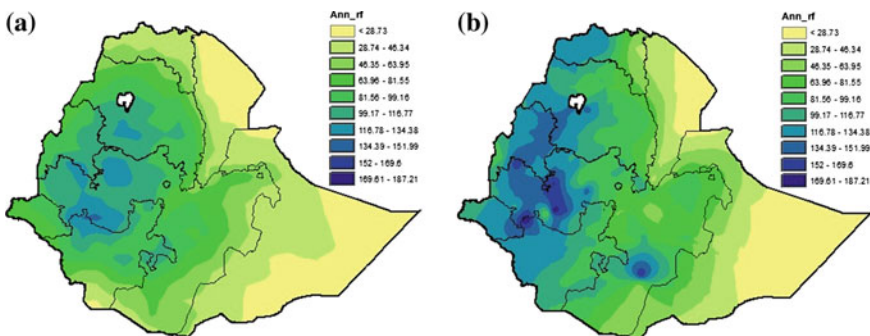 (a)
Ann_rf
< 28.73
28.74 - 46.34
46.35 - 63.95
63.96 - 81.55
81.56 - 99.16
99.17 - 116.77
116.78 - 134.38
134.39 - 151.99
152 - 169.6
169.61 - 187.21
(b)
Ann_rf
< 28.73
28.74 - 46.34
46.35 - 63.95
63.96 - 81.55
81.56 - 99.16
99.17 - 116.77
116.78 - 134.38
134.39 - 151.99
152 - 169.6
169.61 - 187.21